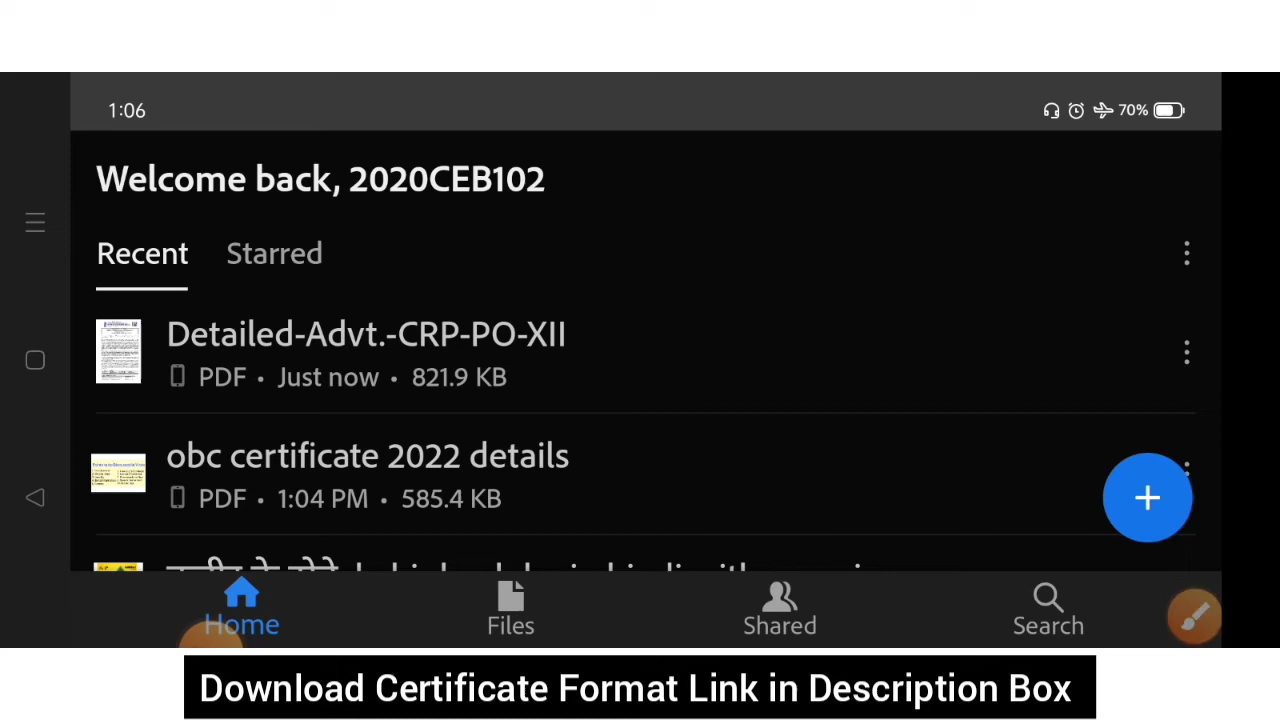 1:06
70%
Welcome back, 2020CEB102
Recent
Starred
Detailed-Advt.-CRP-PO-XII
PDF • Just now • 821.9 KB
obc certificate 2022 details
PDF • 1:04 PM • 585.4 KB
Home
Files
Shared
Search
Download Certificate Format Link in Description Box